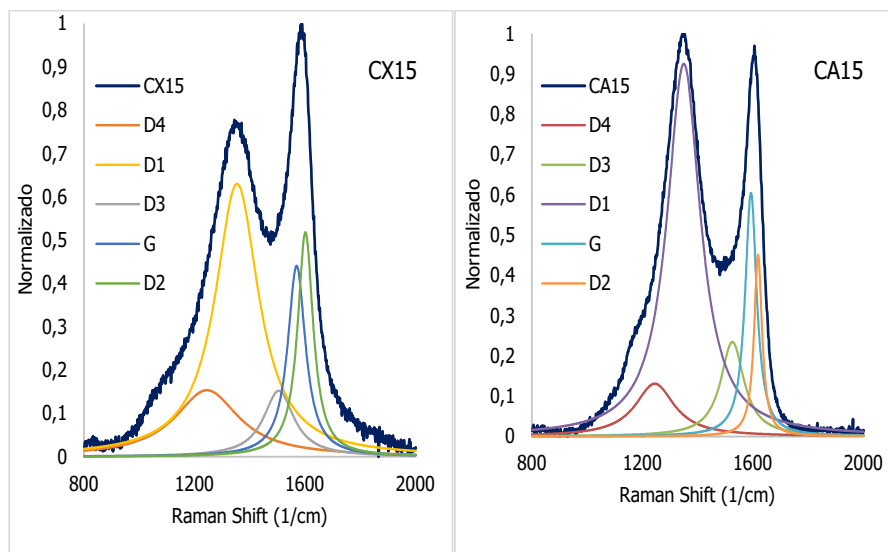 CX15
Normalizado
1
0,9
0,8
0,7
0,6
0,5
0,4
0,3
0,2
0,1
0
CX15
D4
D1
D3
G
D2
800
1200
1600
2000
Raman Shift (1/cm)
CA15
Normalizado
1
0,9
0,8
0,7
0,6
0,5
0,4
0,3
0,2
0,1
0
CA15
D4
D3
D1
G
D2
800
1200
1600
2000
Raman Shift (1/cm)